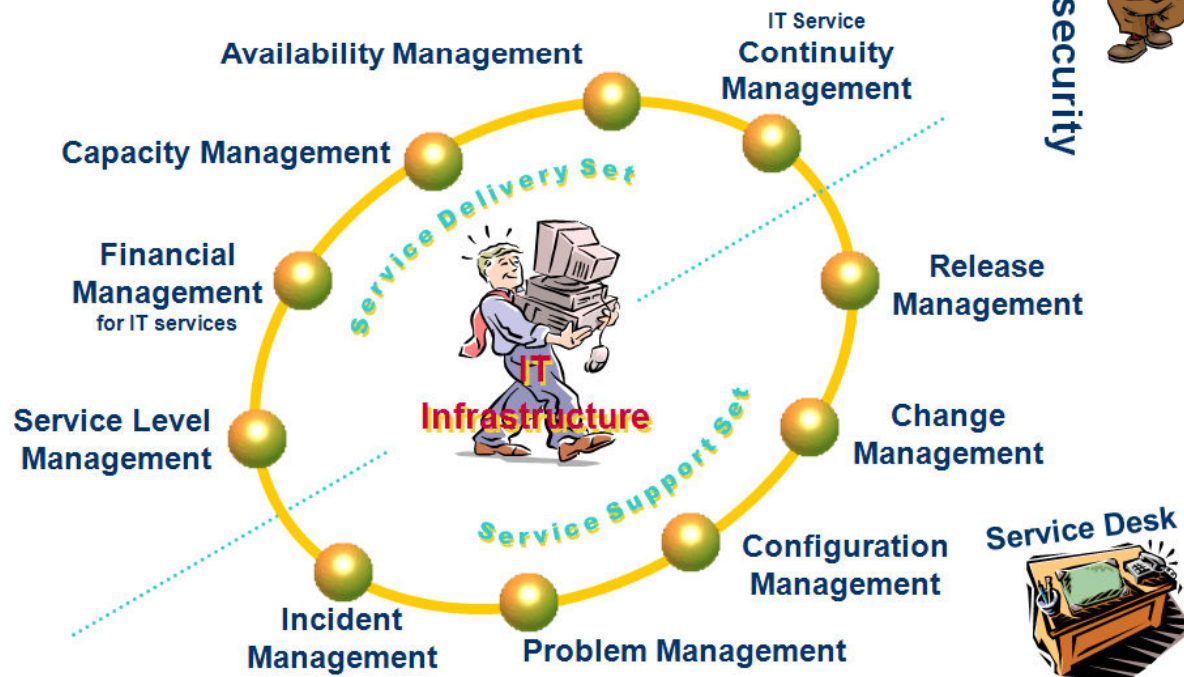 IT Service
Continuity
Management
security
Availability Management
Capacity Management
Service Delivery Set
Financial
Management
for IT services
Release
Management
IT
Infrastructure
Service Level
Management
Change
Management
Service Support Set
Service Desk
Configuration
Management
Incident
Management
Problem Management